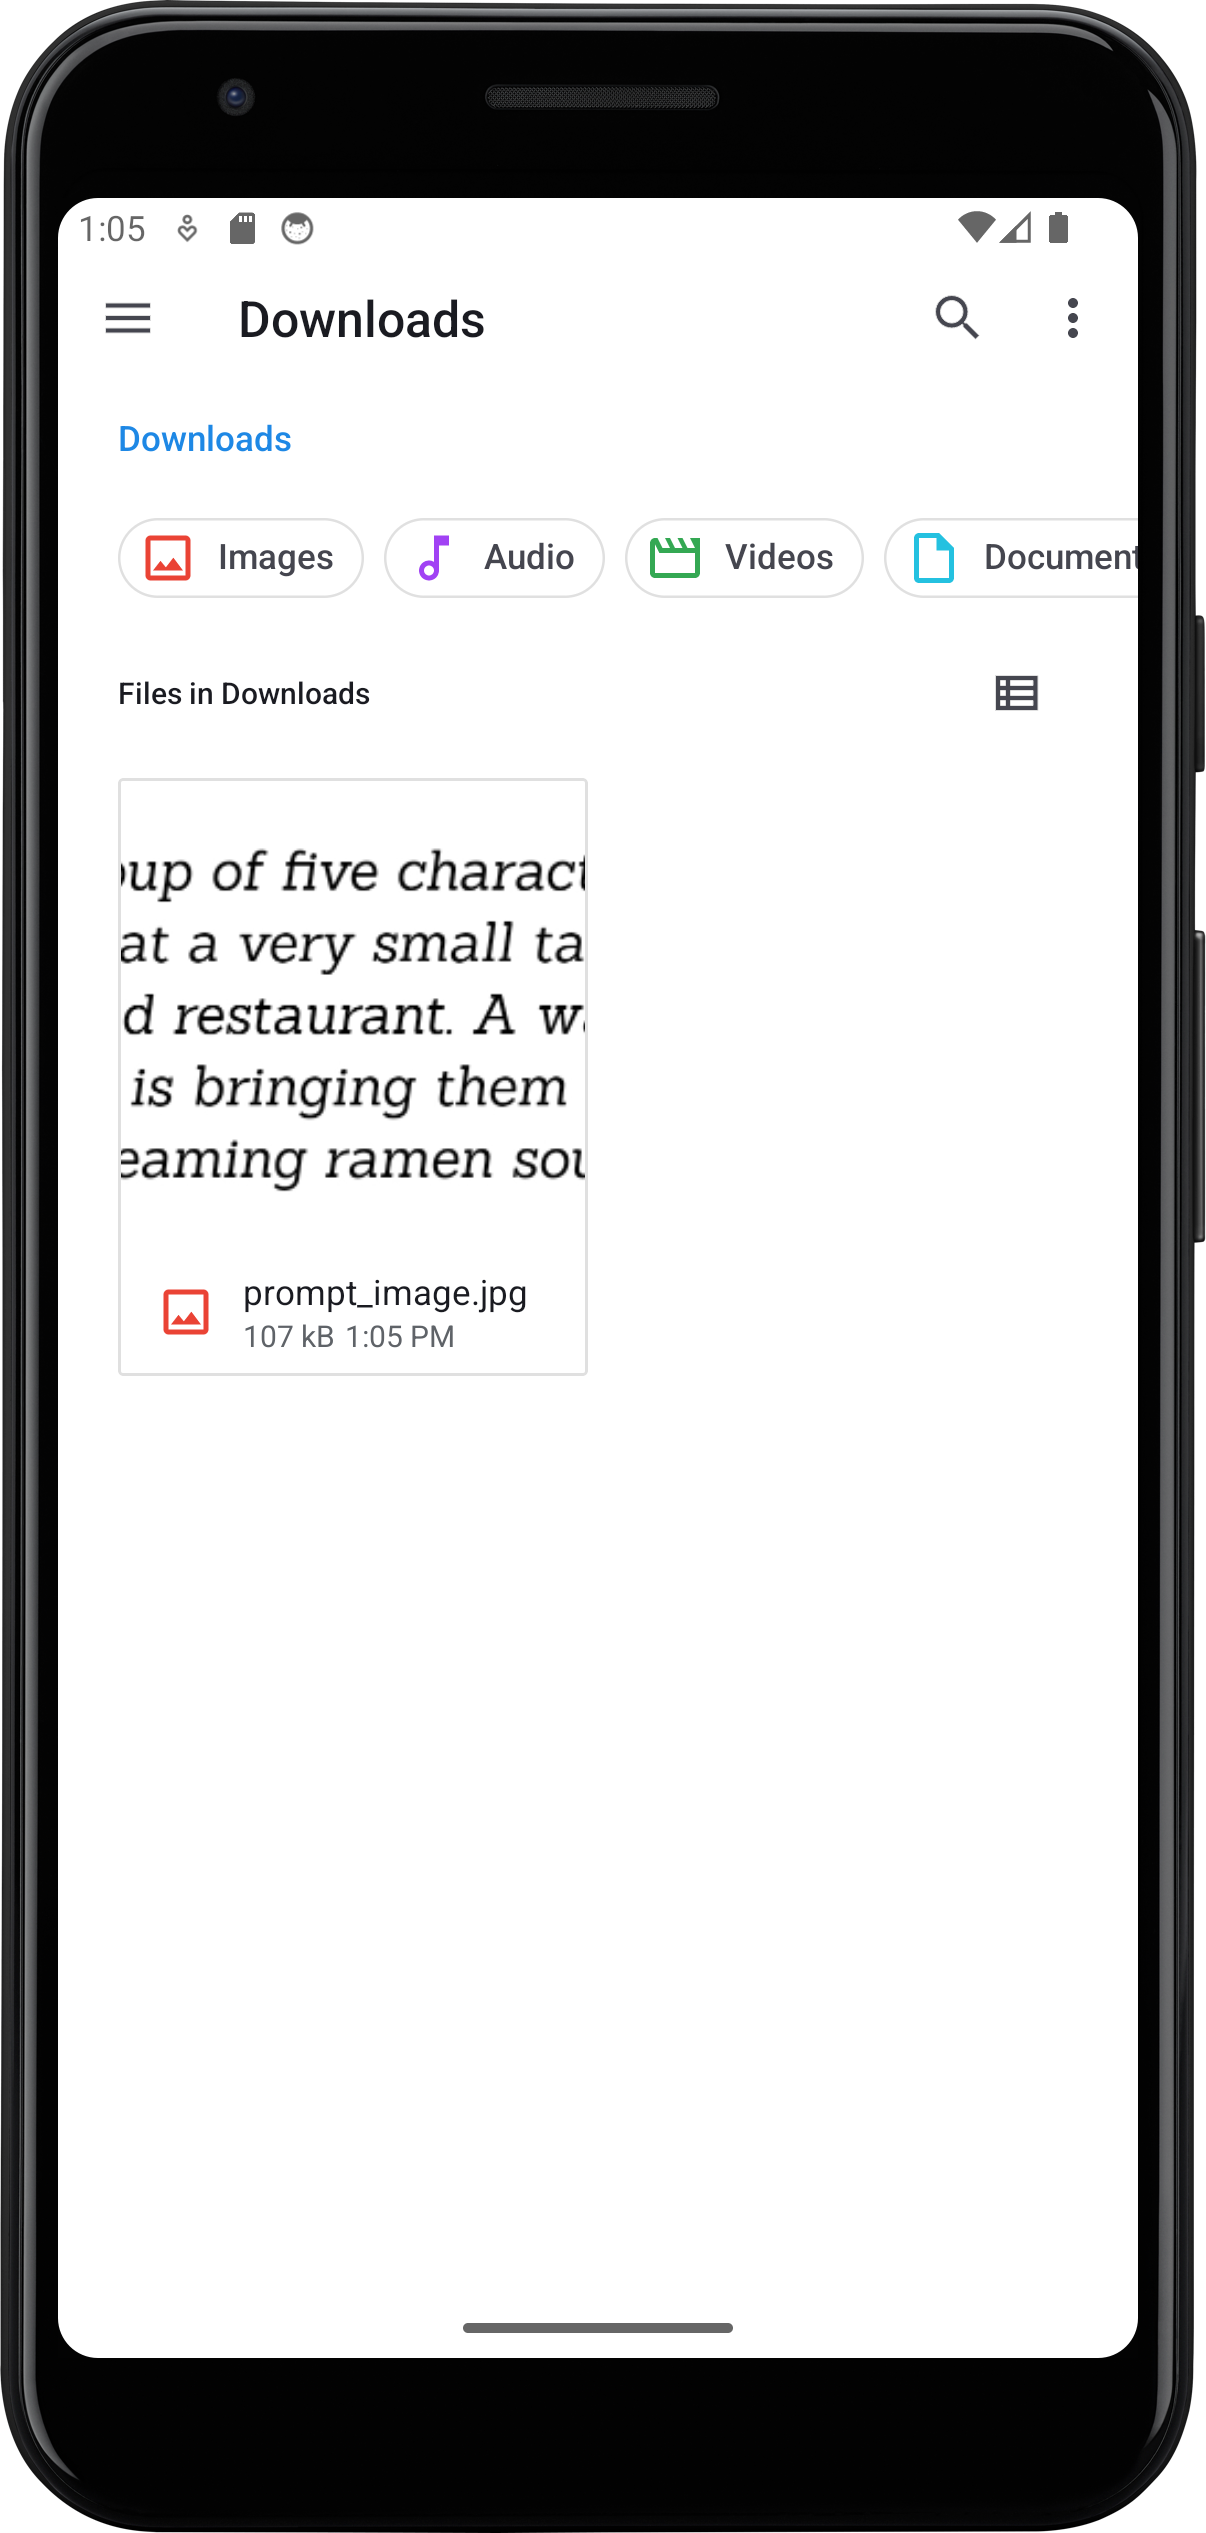 1:05
Downloads
Downloads
Images Audio Videos Document
Files in Downloads
oup of five charact
at a very small ta
d restaurant. A w
is bringing them
eaming ramen sou
prompt_image.jpg
107 kB 1:05 PM